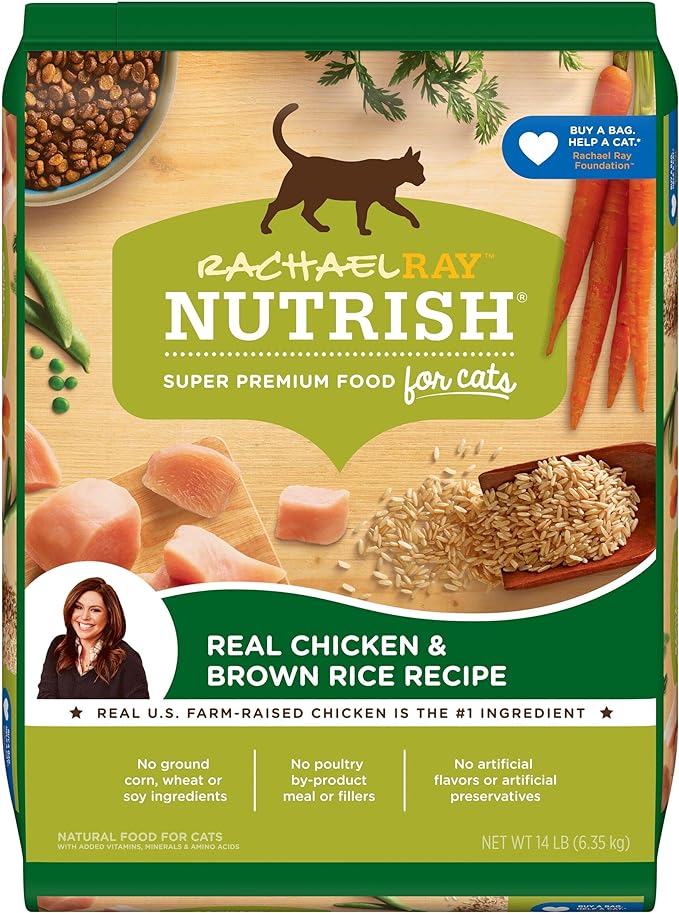 BUY A BAG.
HELP A CAT.*
Rachael Ray
Foundation™
RACHAEL RAY™
NUTRISH®
SUPER PREMIUM FOOD for cats
REAL CHICKEN &
BROWN RICE RECIPE
★ REAL U.S. FARM-RAISED CHICKEN IS THE #1 INGREDIENT ★
No ground
corn, wheat or
soy ingredients
No poultry
by-product
meal or fillers
No artificial
flavors or artificial
preservatives
NATURAL FOOD FOR CATS
WITH ADDED VITAMINS, MINERALS & AMINO ACIDS
NET WT 14 LB (6.35 kg)
BUY A BAG.